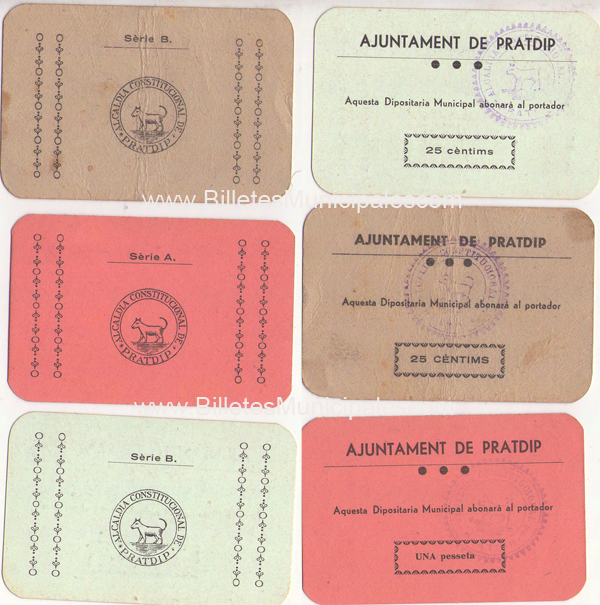 Sèrie B.
ALCALDIA CONSTITUCIONAL DE
PRATDIP
AJUNTAMENT DE PRATDIP
Aquesta Dipositaria Municipal abonarà al portador
25 cèntims
www.BilletesMunicipales.com
Sèrie A.
ALCALDIA CONSTITUCIONAL DE
PRATDIP
AJUNTAMENT DE PRATDIP
Aquesta Dipositaria Municipal abonarà al portador
25 CÈNTIMS
www.BilletesMunicipales.com
Sèrie B.
ALCALDIA CONSTITUCIONAL DE
PRATDIP
AJUNTAMENT DE PRATDIP
Aquesta Dipositaria Municipal abonarà al portador
UNA pesseta